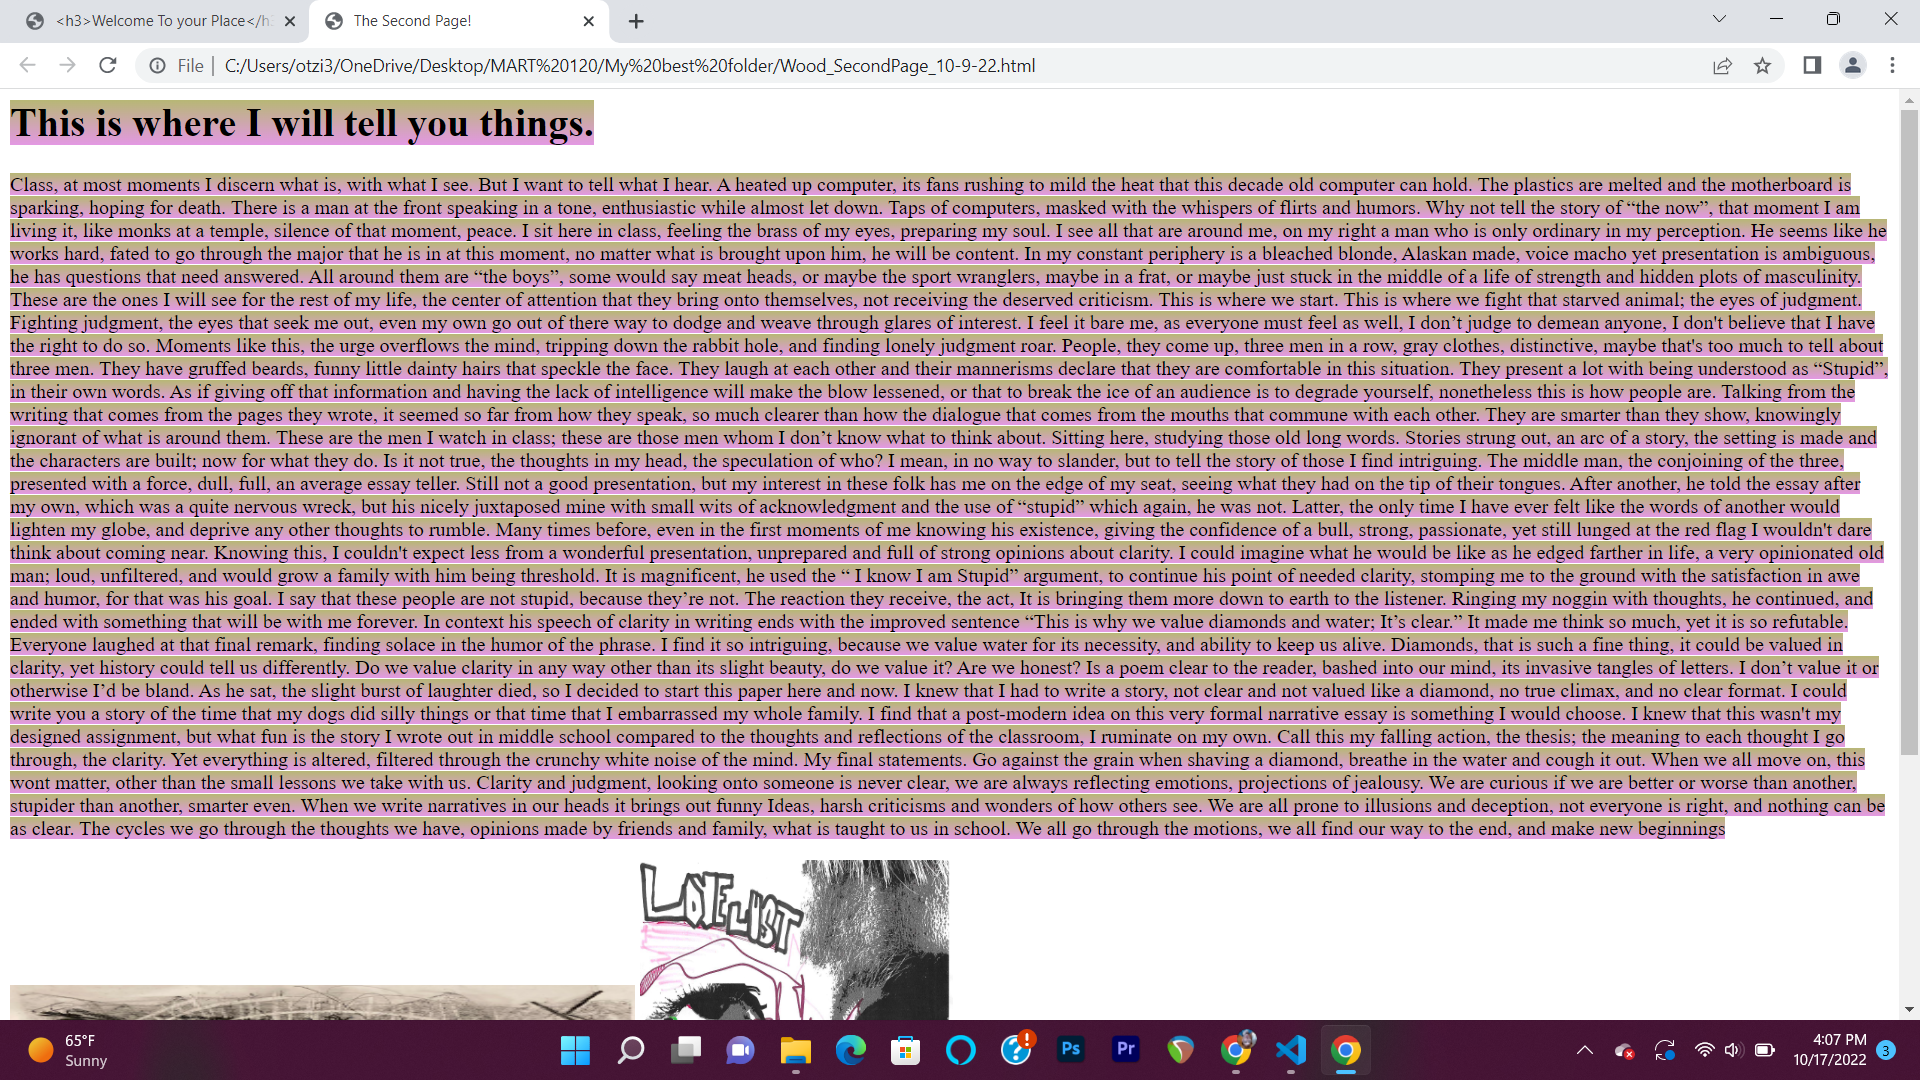 <h3>Welcome To your Place</h
The Second Page!
File | C:/Users/otzi3/OneDrive/Desktop/MART%20120/My%20best%20folder/Wood_SecondPage_10-9-22.html
This is where I will tell you things.
Class, at most moments I discern what is, with what I see. But I want to tell what I hear. A heated up computer, its fans rushing to mild the heat that this decade old computer can hold. The plastics are melted and the motherboard is
sparking, hoping for death. There is a man at the front speaking in a tone, enthusiastic while almost let down. Taps of computers, masked with the whispers of flirts and humors. Why not tell the story of “the now”, that moment I am
living it, like monks at a temple, silence of that moment, peace. I sit here in class, feeling the brass of my eyes, preparing my soul. I see all that are around me, on my right a man who is only ordinary in my perception. He seems like he
works hard, fated to go through the major that he is in at this moment, no matter what is brought upon him, he will be content. In my constant periphery is a bleached blonde, Alaskan made, voice macho yet presentation is ambiguous,
he has questions that need answered. All around them are “the boys”, some would say meat heads, or maybe the sport wranglers, maybe in a frat, or maybe just stuck in the middle of a life of strength and hidden plots of masculinity.
These are the ones I will see for the rest of my life, the center of attention that they bring onto themselves, not receiving the deserved criticism. This is where we start. This is where we fight that starved animal; the eyes of judgment.
Fighting judgment, the eyes that seek me out, even my own go out of there way to dodge and weave through glares of interest. I feel it bare me, as everyone must feel as well, I don’t judge to demean anyone, I don't believe that I have
the right to do so. Moments like this, the urge overflows the mind, tripping down the rabbit hole, and finding lonely judgment roar. People, they come up, three men in a row, gray clothes, distinctive, maybe that's too much to tell about
three men. They have gruffed beards, funny little dainty hairs that speckle the face. They laugh at each other and their mannerisms declare that they are comfortable in this situation. They present a lot with being understood as “Stupid”,
in their own words. As if giving off that information and having the lack of intelligence will make the blow lessened, or that to break the ice of an audience is to degrade yourself, nonetheless this is how people are. Talking from the
writing that comes from the pages they wrote, it seemed so far from how they speak, so much clearer than how the dialogue that comes from the mouths that commune with each other. They are smarter than they show, knowingly
ignorant of what is around them. These are the men I watch in class; these are those men whom I don’t know what to think about. Sitting here, studying those old long words. Stories strung out, an arc of a story, the setting is made and
the characters are built; now for what they do. Is it not true, the thoughts in my head, the speculation of who? I mean, in no way to slander, but to tell the story of those I find intriguing. The middle man, the conjoining of the three,
presented with a force, dull, full, an average essay teller. Still not a good presentation, but my interest in these folk has me on the edge of my seat, seeing what they had on the tip of their tongues. After another, he told the essay after
my own, which was a quite nervous wreck, but his nicely juxtaposed mine with small wits of acknowledgment and the use of “stupid” which again, he was not. Latter, the only time I have ever felt like the words of another would
lighten my globe, and deprive any other thoughts to rumble. Many times before, even in the first moments of me knowing his existence, giving the confidence of a bull, strong, passionate, yet still lunged at the red flag I wouldn't dare
think about coming near. Knowing this, I couldn't expect less from a wonderful presentation, unprepared and full of strong opinions about clarity. I could imagine what he would be like as he edged farther in life, a very opinionated old
man; loud, unfiltered, and would grow a family with him being threshold. It is magnificent, he used the “ I know I am Stupid” argument, to continue his point of needed clarity, stomping me to the ground with the satisfaction in awe
and humor, for that was his goal. I say that these people are not stupid, because they’re not. The reaction they receive, the act, It is bringing them more down to earth to the listener. Ringing my noggin with thoughts, he continued, and
ended with something that will be with me forever. In context his speech of clarity in writing ends with the improved sentence “This is why we value diamonds and water; It’s clear.” It made me think so much, yet it is so refutable.
Everyone laughed at that final remark, finding solace in the humor of the phrase. I find it so intriguing, because we value water for its necessity, and ability to keep us alive. Diamonds, that is such a fine thing, it could be valued in
clarity, yet history could tell us differently. Do we value clarity in any way other than its slight beauty, do we value it? Are we honest? Is a poem clear to the reader, bashed into our mind, its invasive tangles of letters. I don’t value it or
otherwise I’d be bland. As he sat, the slight burst of laughter died, so I decided to start this paper here and now. I knew that I had to write a story, not clear and not valued like a diamond, no true climax, and no clear format. I could
write you a story of the time that my dogs did silly things or that time that I embarrassed my whole family. I find that a post-modern idea on this very formal narrative essay is something I would choose. I knew that this wasn't my
designed assignment, but what fun is the story I wrote out in middle school compared to the thoughts and reflections of the classroom, I ruminate on my own. Call this my falling action, the thesis; the meaning to each thought I go
through, the clarity. Yet everything is altered, filtered through the crunchy white noise of the mind. My final statements. Go against the grain when shaving a diamond, breathe in the water and cough it out. When we all move on, this
wont matter, other than the small lessons we take with us. Clarity and judgment, looking onto someone is never clear, we are always reflecting emotions, projections of jealousy. We are curious if we are better or worse than another,
stupider than another, smarter even. When we write narratives in our heads it brings out funny Ideas, harsh criticisms and wonders of how others see. We are all prone to illusions and deception, not everyone is right, and nothing can be
as clear. The cycles we go through the thoughts we have, opinions made by friends and family, what is taught to us in school. We all go through the motions, we all find our way to the end, and make new beginnings
LOVELUST
65°F
Sunny
Ps
Pr
4:07 PM
10/17/2022
3